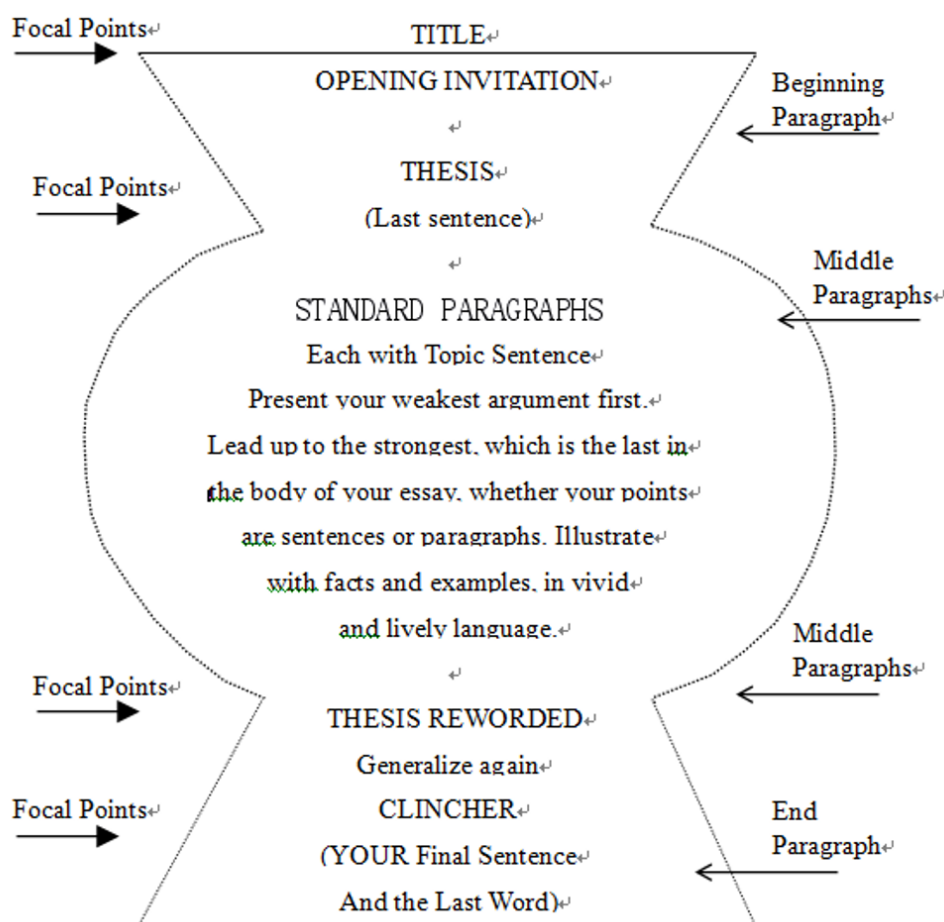 Focal Points
TITLE
OPENING INVITATION
Beginning
Paragraph
THESIS
Focal Points
(Last sentence)
Middle
Paragraphs
STANDARD PARAGRAPHS
Each with Topic Sentence
Present your weakest argument first.
Lead up to the strongest, which is the last in
the body of your essay, whether your points
are sentences or paragraphs. Illustrate
with facts and examples, in vivid
and lively language.
Middle
Paragraphs
Focal Points
THESIS REWORDED
Generalize again
Focal Points
CLINCHER
End
Paragraph
(YOUR Final Sentence
And the Last Word)